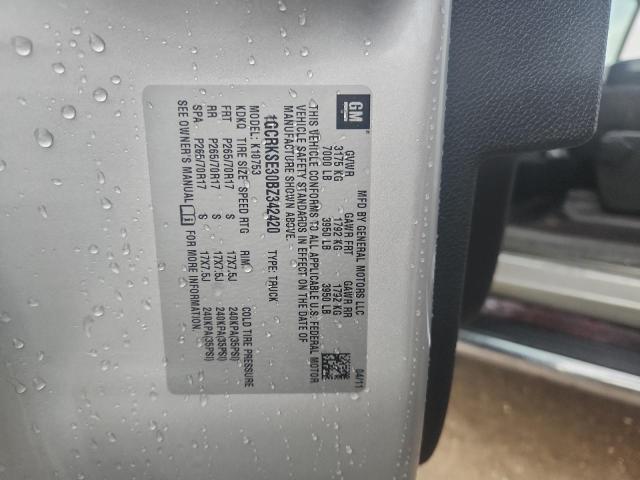 GM
MFD BY GENERAL MOTORS LLC 04/11
GVWR GAWR FRT GAWR RR
3175 KG 1792 KG 1792 KG
7000 LB 3950 LB 3950 LB
THIS VEHICLE CONFORMS TO ALL APPLICABLE U.S. FEDERAL MOTOR
VEHICLE SAFETY STANDARDS IN EFFECT ON THE DATE OF
MANUFACTURE SHOWN ABOVE.
1GCRKSE30BZ342420 TYPE: TRUCK
MODEL: K10753
KDKQ TIRE SIZE SPEED RTG RIM COLD TIRE PRESSURE
FRT P265/70R17 S 17X7.5J 240KPA(35PSI)
RR P265/70R17 S 17X7.5J 240KPA(35PSI)
SPA P265/70R17 S 17X7.5J 240KPA(35PSI)
SEE OWNER'S MANUAL FOR MORE INFORMATION.